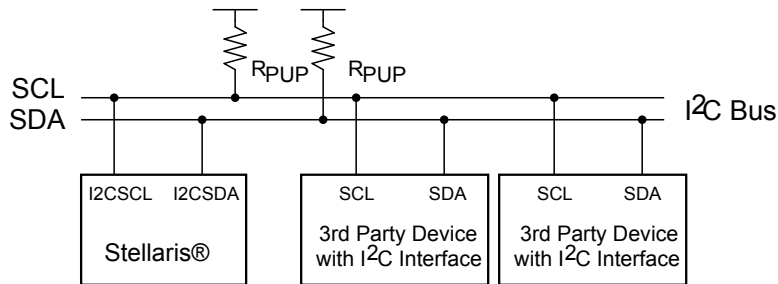 RPUP RPUP
SCL
SDA
I2C Bus
I2CSCL I2CSDA SCL SDA SCL SDA
Stellaris®
3rd Party Device
with I2C Interface
3rd Party Device
with I2C Interface